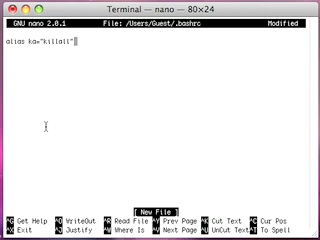 Terminal — nano — 80×24
GNU nano 2.0.1 File: /Users/Guest/.bashrc Modified
alias ka="killall"
[ New File ]
^G Get Help ^O WriteOut ^R Read File ^Y Prev Page ^K Cut Text ^C Cur Pos
^X Exit ^J Justify ^W Where Is ^V Next Page ^U UnCut Text ^T To Spell